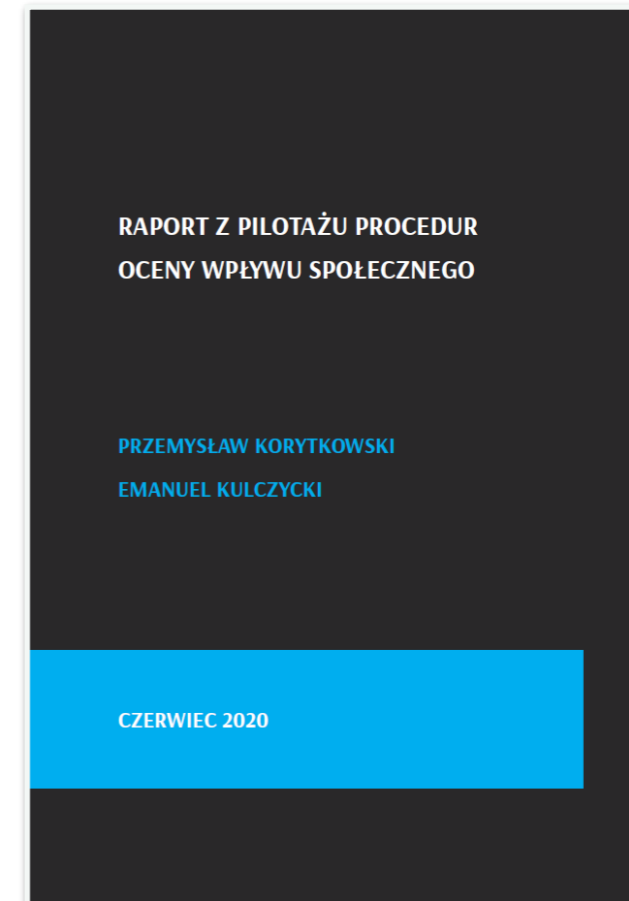 RAPORT Z PILOTAŻU PROCEDUR
OCENY WPŁYWU SPOŁECZNEGO
PRZEMYSŁAW KORYTKOWSKI
EMANUEL KULCZYCKI
CZERWIEC 2020